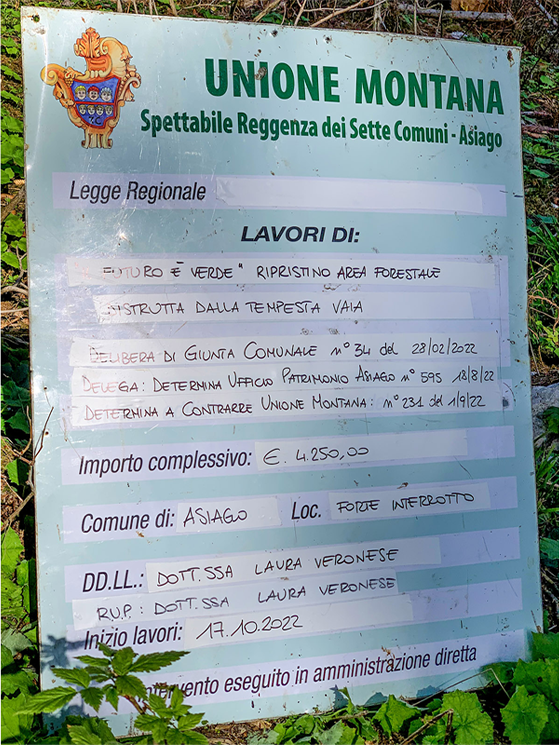 UNIONE MONTANA
Spettabile Reggenza dei Sette Comuni - Asiago
Legge Regionale
LAVORI DI:
FUTURO È VERDE" RIPRISTINO AREA FORESTALE
DISTRUTTA DALLA TEMPESTA VAIA
DELIBERA DI GIUNTA COMUNALE n° 34 del 28/02/2022
DELEGA: DETERMINA UFFICIO PATRIMONIO ASIAGO n° 595 18/8/22
DETERMINA A CONTRARRE UNIONE MONTANA: n° 231 del 1/9/22
Importo complessivo: €. 4.250,00
Comune di: ASIAGO Loc. FORTE INTERROTTO
DD.LL.: DOTT.SSA LAURA VERONESE
R.U.P.: DOTT.SSA LAURA VERONESE
Inizio lavori: 17.10.2022
Intervento eseguito in amministrazione diretta